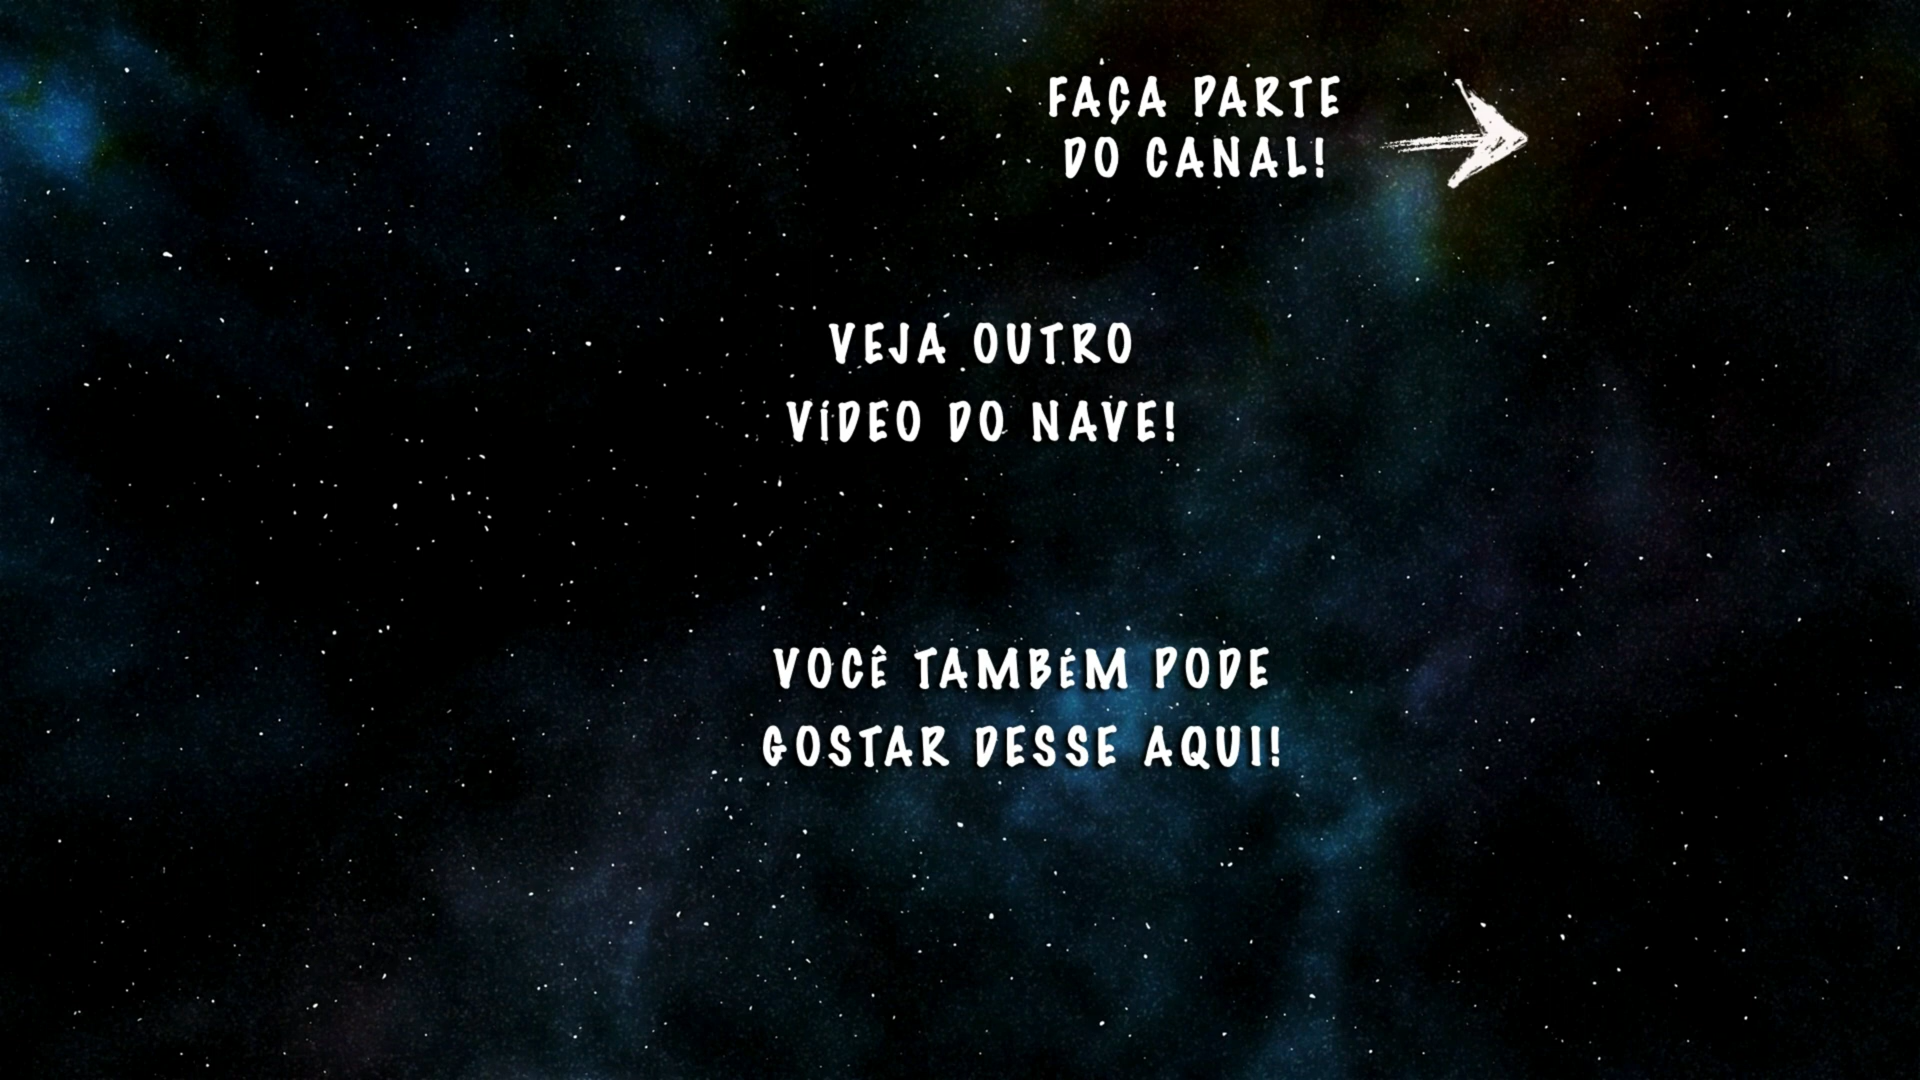 FAÇA PARTE
DO CANAL!
VEJA OUTRO
VÍDEO DO NAVE!
VOCÊ TAMBÉM PODE
GOSTAR DESSE AQUI!